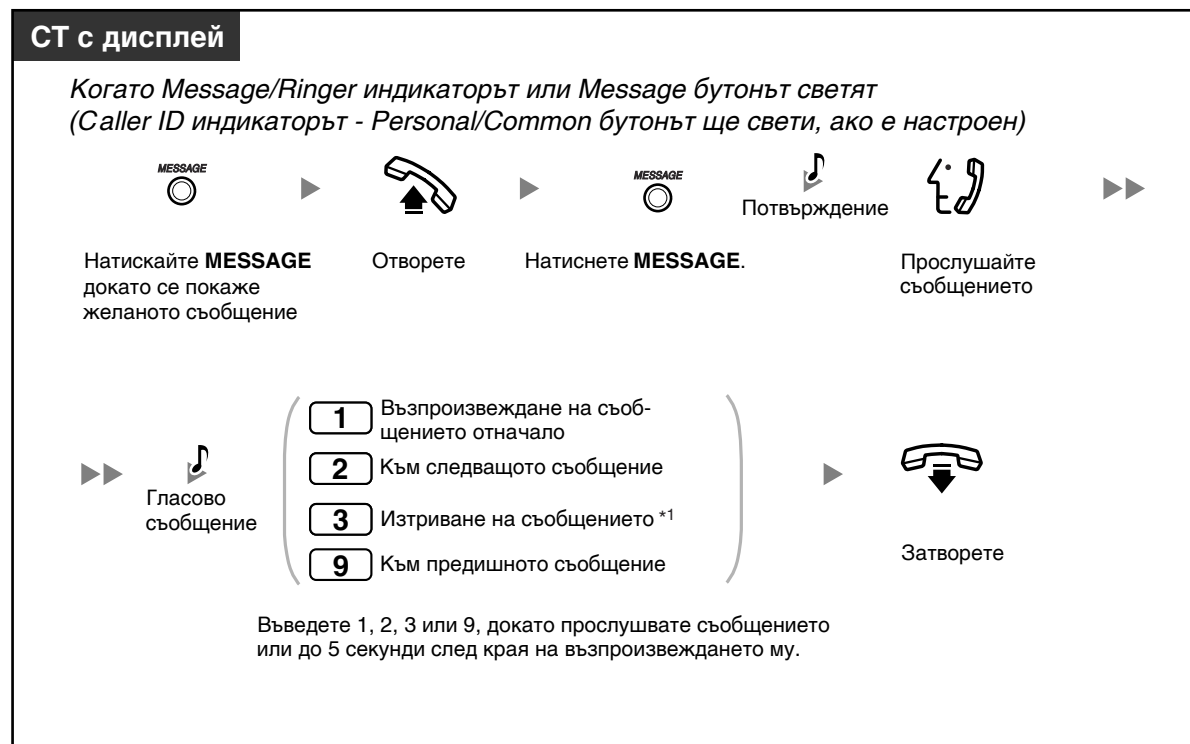 СТ с дисплей
Когато Message/Ringer индикаторът или Message бутонът светят
(Caller ID индикаторът - Personal/Common бутонът ще свети, ако е настроен)
MESSAGE
MESSAGE
Потвърждение
Натискайте MESSAGE
докато се покаже
желаното съобщение
Отворете
Натиснете MESSAGE.
Прослушайте
съобщението
Гласово
съобщение
1 Възпроизвеждане на съоб-
щението отначало
2 Към следващото съобщение
3 Изтриване на съобщението *1
9 Към предишното съобщение
Затворете
Въведете 1, 2, 3 или 9, докато прослушвате съобщението
или до 5 секунди след края на възпроизвеждането му.